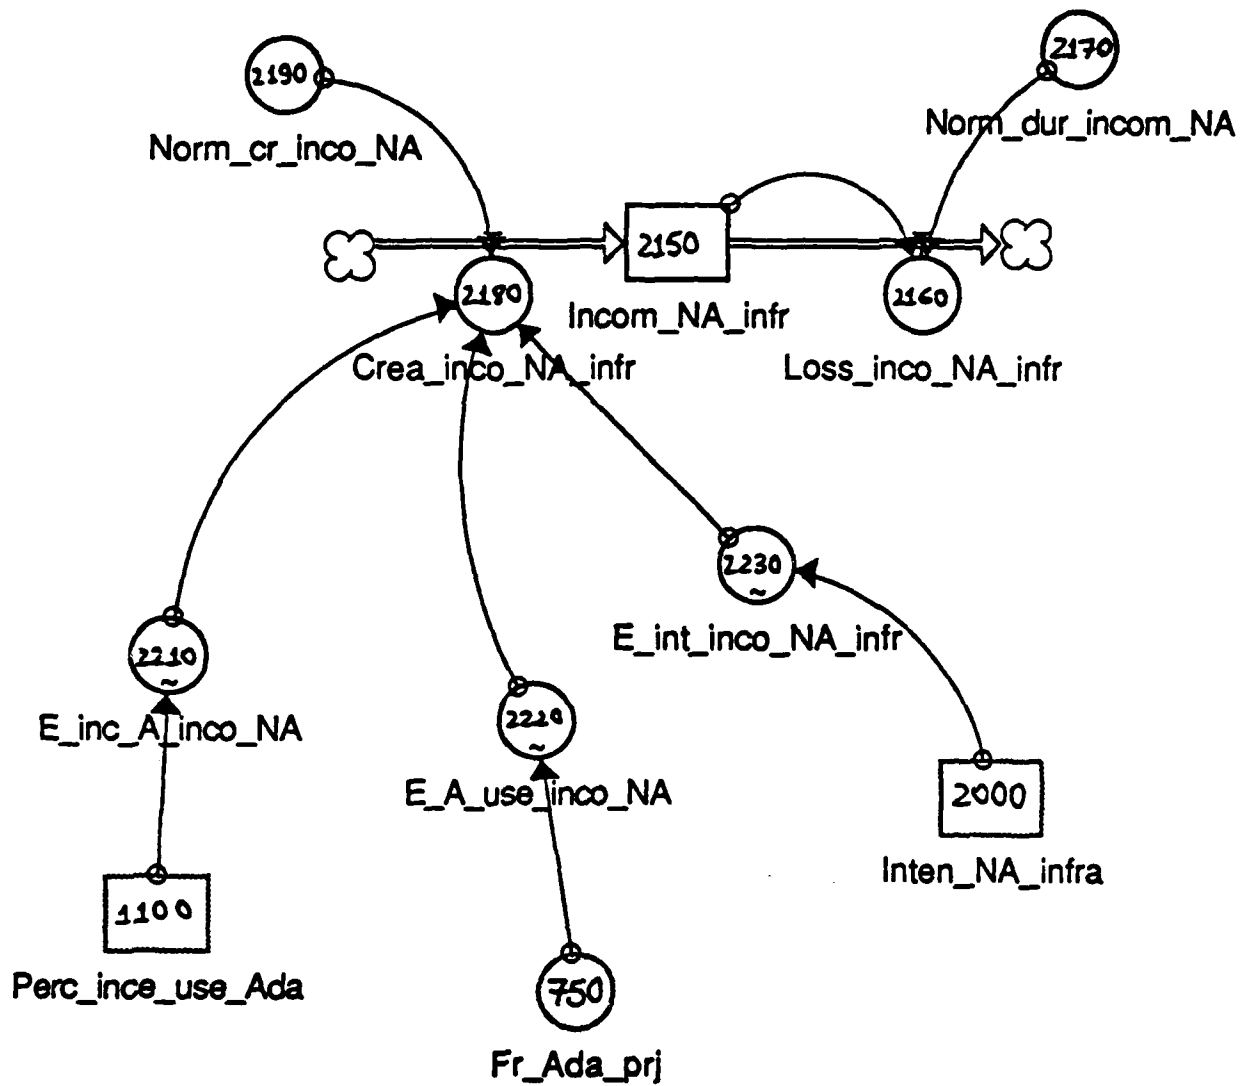 2190
2170
Norm_cr_inco_NA
Norm_dur_incom_NA
2150
2180
2160
Incom_NA_infr
Crea_inco_NA_infr
Loss_inco_NA_infr
2230
~
E_int_inco_NA_infr
2210
~
E_inc_A_inco_NA
2220
~
E_A_use_inco_NA
2000
Inten_NA_infra
1100
Perc_ince_use_Ada
750
Fr_Ada_prj